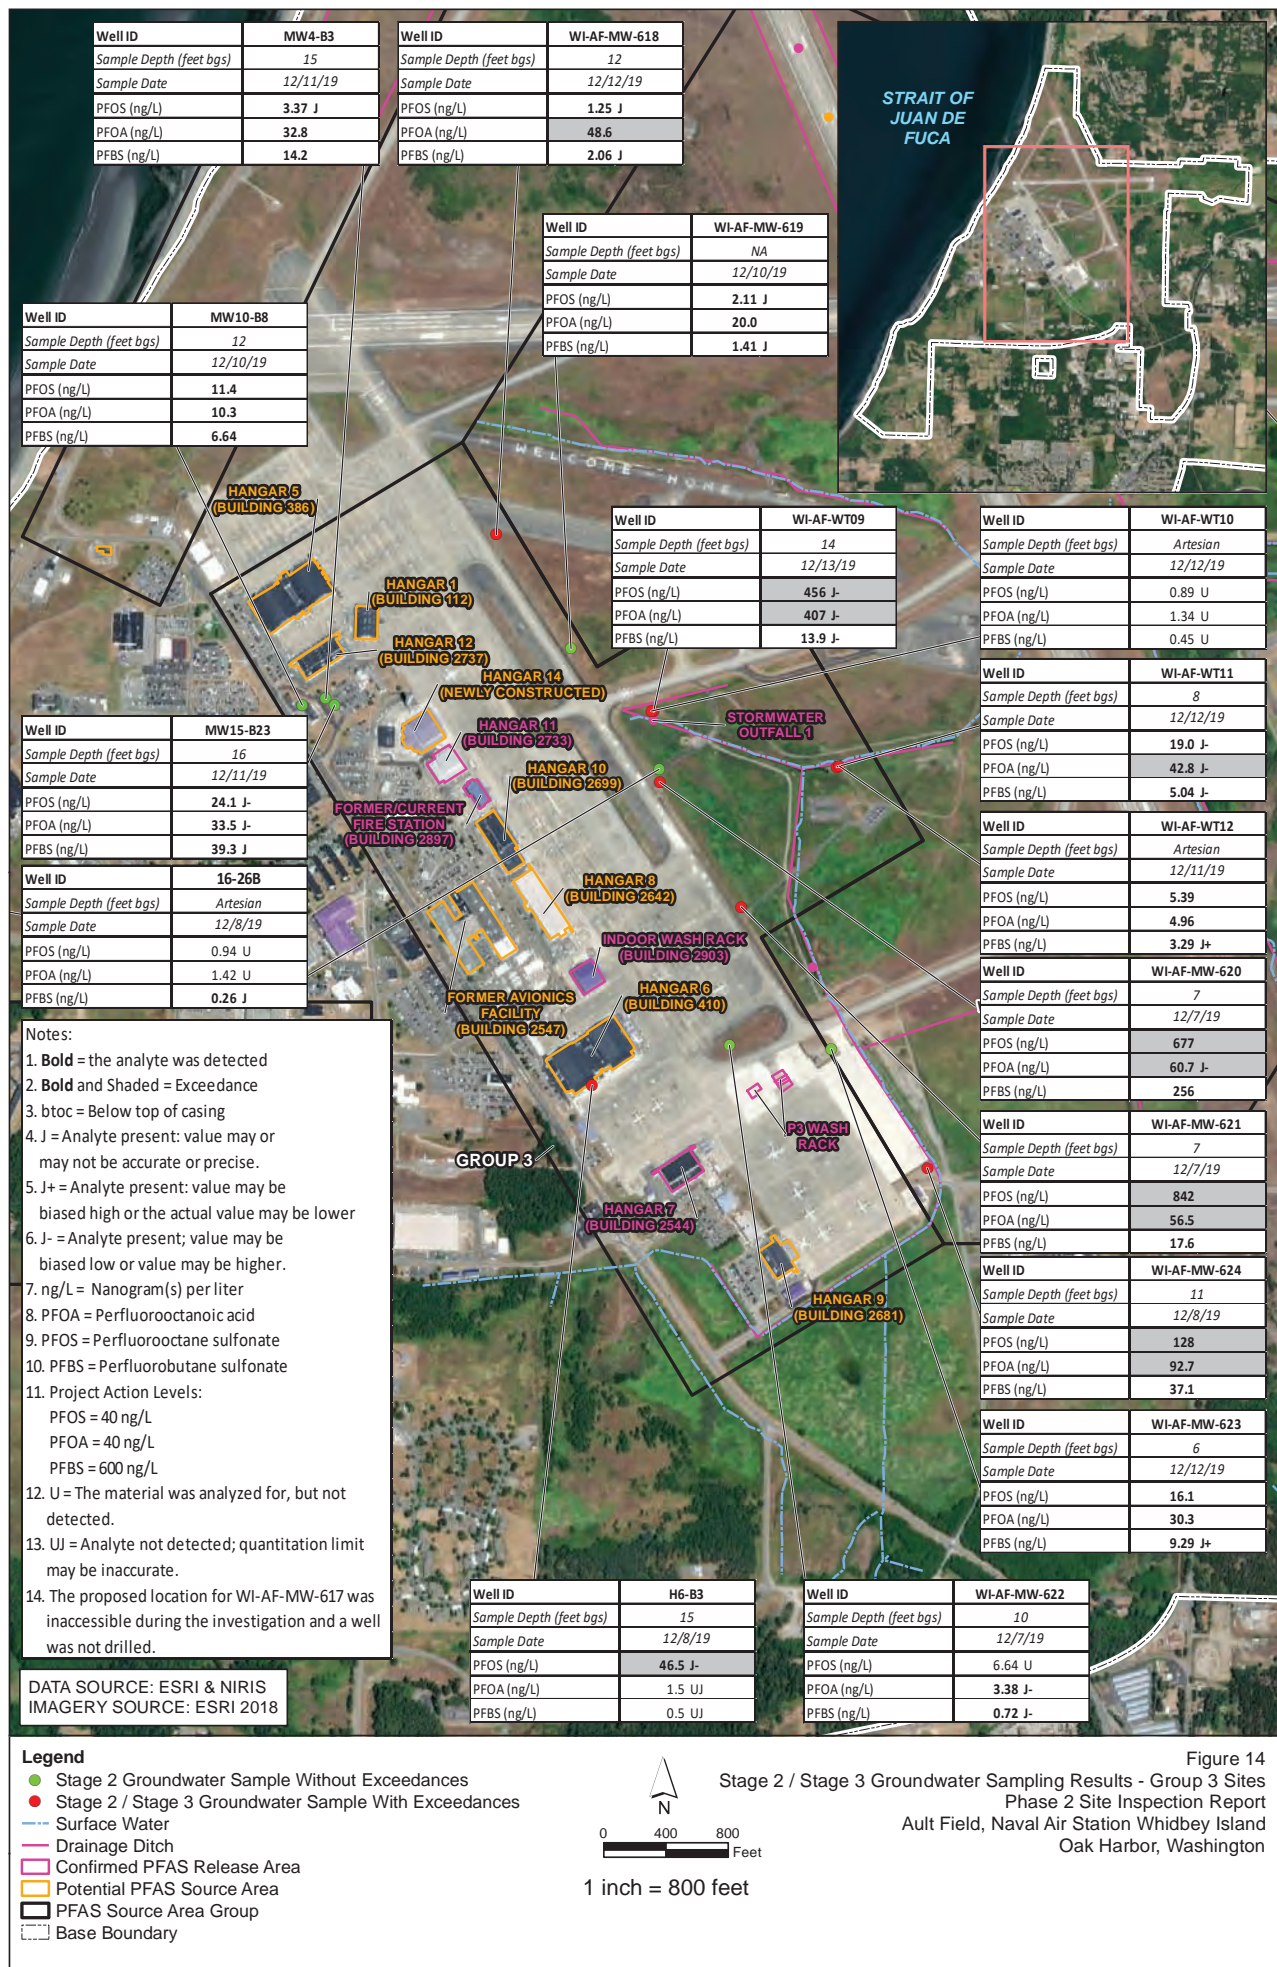 Well ID MW4-B3
Sample Depth (feet bgs) 15
Sample Date 12/11/19
PFOS (ng/L) 3.37 J
PFOA (ng/L) 32.8
PFBS (ng/L) 14.2
Well ID WI-AF-MW-618
Sample Depth (feet bgs) 12
Sample Date 12/12/19
PFOS (ng/L) 1.25 J
PFOA (ng/L) 48.6
PFBS (ng/L) 2.06 J
STRAIT OF
JUAN DE
FUCA
Well ID WI-AF-MW-619
Sample Depth (feet bgs) NA
Sample Date 12/10/19
PFOS (ng/L) 2.11 J
PFOA (ng/L) 20.0
PFBS (ng/L) 1.41 J
Well ID MW10-B8
Sample Depth (feet bgs) 12
Sample Date 12/10/19
PFOS (ng/L) 11.4
PFOA (ng/L) 10.3
PFBS (ng/L) 6.64
WELCOME HOM
HANGAR 5
(BUILDING 386)
HANGAR 1
(BUILDING 112)
HANGAR 12
(BUILDING 2737)
HANGAR 14
(NEWLY CONSTRUCTED)
HANGAR 11
(BUILDING 2733)
HANGAR 10
(BUILDING 2699)
FORMER/CURRENT
FIRE STATION
(BUILDING 2897)
HANGAR 8
(BUILDING 2642)
INDOOR WASH RACK
(BUILDING 2903)
HANGAR 6
(BUILDING 410)
FORMER AVIONICS
FACILITY
(BUILDING 2547)
STORMWATER
OUTFALL 1
P3 WASH
RACK
GROUP 3
HANGAR 7
(BUILDING 2544)
HANGAR 9
(BUILDING 2681)
Well ID WI-AF-WT09
Sample Depth (feet bgs) 14
Sample Date 12/13/19
PFOS (ng/L) 456 J-
PFOA (ng/L) 407 J-
PFBS (ng/L) 13.9 J-
Well ID WI-AF-WT10
Sample Depth (feet bgs) Artesian
Sample Date 12/12/19
PFOS (ng/L) 0.89 U
PFOA (ng/L) 1.34 U
PFBS (ng/L) 0.45 U
Well ID WI-AF-WT11
Sample Depth (feet bgs) 8
Sample Date 12/12/19
PFOS (ng/L) 19.0 J-
PFOA (ng/L) 42.8 J-
PFBS (ng/L) 5.04 J-
Well ID MW15-B23
Sample Depth (feet bgs) 16
Sample Date 12/11/19
PFOS (ng/L) 24.1 J-
PFOA (ng/L) 33.5 J-
PFBS (ng/L) 39.3 J
Well ID WI-AF-WT12
Sample Depth (feet bgs) Artesian
Sample Date 12/11/19
PFOS (ng/L) 5.39
PFOA (ng/L) 4.96
PFBS (ng/L) 3.29 J+
Well ID 16-26B
Sample Depth (feet bgs) Artesian
Sample Date 12/8/19
PFOS (ng/L) 0.94 U
PFOA (ng/L) 1.42 U
PFBS (ng/L) 0.26 J
Well ID WI-AF-MW-620
Sample Depth (feet bgs) 7
Sample Date 12/7/19
PFOS (ng/L) 677
PFOA (ng/L) 60.7 J-
PFBS (ng/L) 256
Well ID WI-AF-MW-621
Sample Depth (feet bgs) 7
Sample Date 12/7/19
PFOS (ng/L) 842
PFOA (ng/L) 56.5
PFBS (ng/L) 17.6
Well ID WI-AF-MW-624
Sample Depth (feet bgs) 11
Sample Date 12/8/19
PFOS (ng/L) 128
PFOA (ng/L) 92.7
PFBS (ng/L) 37.1
Well ID WI-AF-MW-623
Sample Depth (feet bgs) 6
Sample Date 12/12/19
PFOS (ng/L) 16.1
PFOA (ng/L) 30.3
PFBS (ng/L) 9.29 J+
Notes:
1. Bold = the analyte was detected
2. Bold and Shaded = Exceedance
3. btoc = Below top of casing
4. J = Analyte present: value may or
may not be accurate or precise.
5. J+ = Analyte present: value may be
biased high or the actual value may be lower
6. J- = Analyte present; value may be
biased low or value may be higher.
7. ng/L = Nanogram(s) per liter
8. PFOA = Perfluorooctanoic acid
9. PFOS = Perfluorooctane sulfonate
10. PFBS = Perfluorobutane sulfonate
11. Project Action Levels:
PFOS = 40 ng/L
PFOA = 40 ng/L
PFBS = 600 ng/L
12. U = The material was analyzed for, but not
detected.
13. UJ = Analyte not detected; quantitation limit
may be inaccurate.
14. The proposed location for WI-AF-MW-617 was
inaccessible during the investigation and a well
was not drilled.
Well ID H6-B3
Sample Depth (feet bgs) 15
Sample Date 12/8/19
PFOS (ng/L) 46.5 J-
PFOA (ng/L) 1.5 UJ
PFBS (ng/L) 0.5 UJ
Well ID WI-AF-MW-622
Sample Depth (feet bgs) 10
Sample Date 12/7/19
PFOS (ng/L) 6.64 U
PFOA (ng/L) 3.38 J-
PFBS (ng/L) 0.72 J-
DATA SOURCE: ESRI & NIRIS
IMAGERY SOURCE: ESRI 2018
Legend
Stage 2 Groundwater Sample Without Exceedances
Stage 2 / Stage 3 Groundwater Sample With Exceedances
Surface Water
Drainage Ditch
Confirmed PFAS Release Area
Potential PFAS Source Area
PFAS Source Area Group
Base Boundary
N
0 400 800
Feet
1 inch = 800 feet
Figure 14
Stage 2 / Stage 3 Groundwater Sampling Results - Group 3 Sites
Phase 2 Site Inspection Report
Ault Field, Naval Air Station Whidbey Island
Oak Harbor, Washington